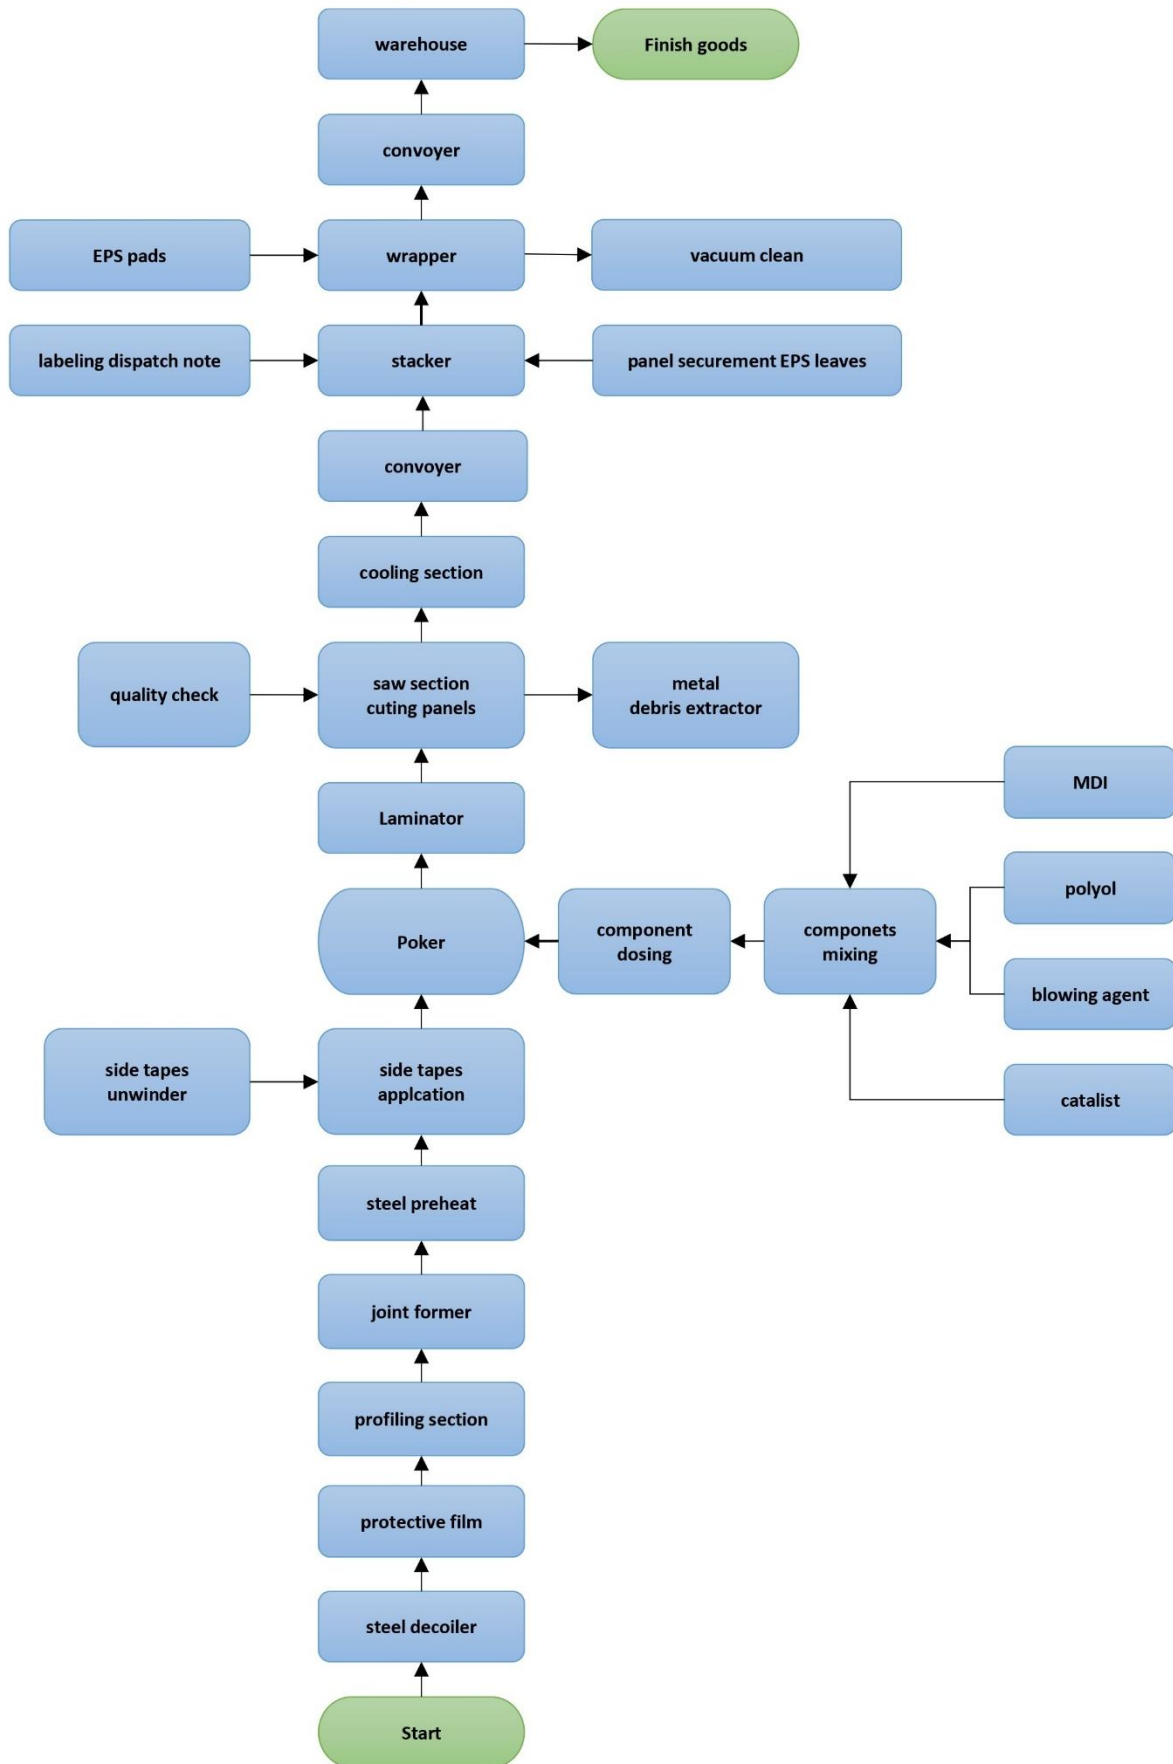 warehouse
Finish goods
convoyer
EPS pads
wrapper
vacuum clean
labeling dispatch note
stacker
panel securement EPS leaves
convoyer
cooling section
quality check
saw section
cuting panels
metal
debris extractor
Laminator
MDI
polyol
Poker
component
dosing
componets
mixing
blowing agent
side tapes
unwinder
side tapes
applcation
catalist
steel preheat
joint former
profiling section
protective film
steel decoiler
Start